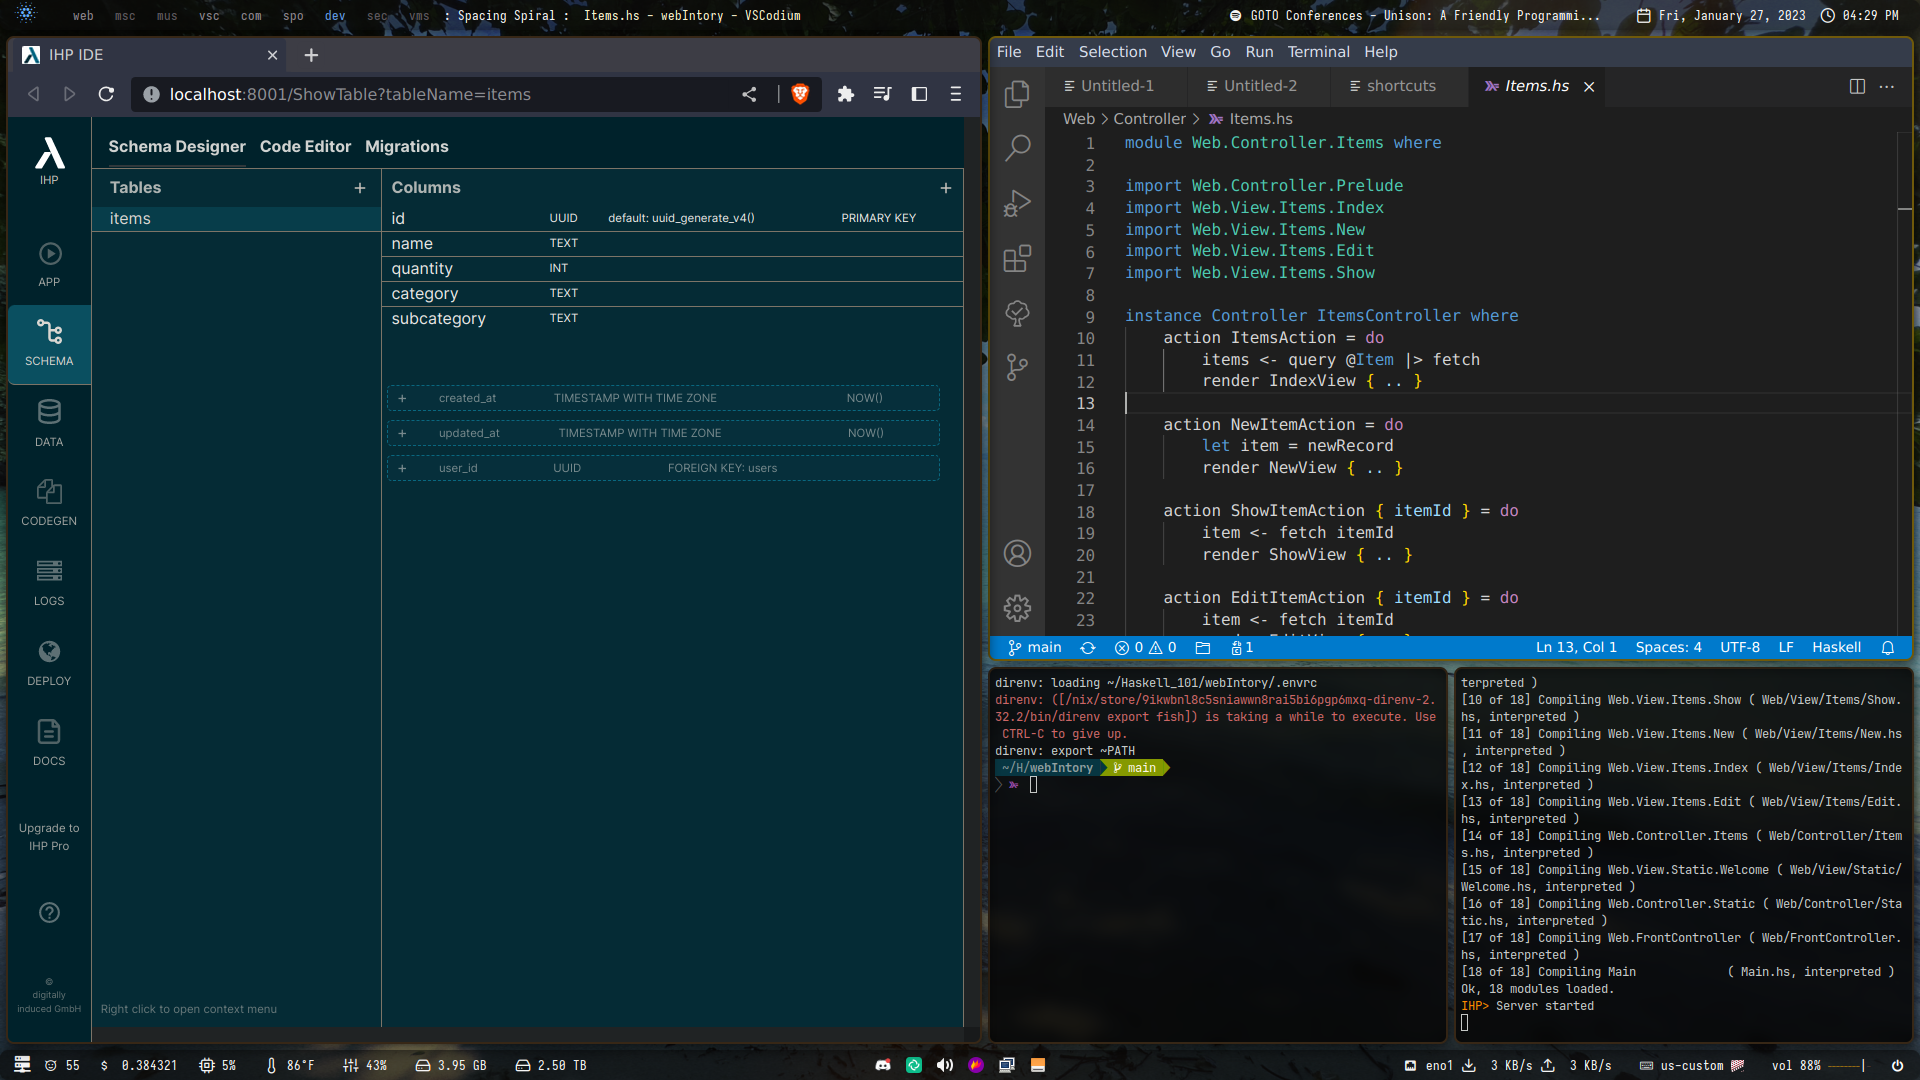 web msc mus vsc com spo dev sec vms : Spacing Spiral : Items.hs - webIntory - VSCodium
GOTO Conferences - Unison: A Friendly Programmi... Fri, January 27, 2023 04:29 PM
IHP IDE
localhost:8001/ShowTable?tableName=items
IHP
APP
SCHEMA
DATA
CODEGEN
LOGS
DEPLOY
DOCS
Upgrade to
IHP Pro
©
digitally
induced GmbH
Schema Designer Code Editor Migrations
Tables +
items
Right click to open context menu
Columns +
id UUID default: uuid_generate_v4() PRIMARY KEY
name TEXT
quantity INT
category TEXT
subcategory TEXT
+ created_at TIMESTAMP WITH TIME ZONE NOW()
+ updated_at TIMESTAMP WITH TIME ZONE NOW()
+ user_id UUID FOREIGN KEY: users
File Edit Selection View Go Run Terminal Help
Untitled-1 Untitled-2 shortcuts Items.hs
Web > Controller > Items.hs
1 module Web.Controller.Items where
2
3 import Web.Controller.Prelude
4 import Web.View.Items.Index
5 import Web.View.Items.New
6 import Web.View.Items.Edit
7 import Web.View.Items.Show
8
9 instance Controller ItemsController where
10 action ItemsAction = do
11 items <- query @Item |> fetch
12 render IndexView { .. }
13
14 action NewItemAction = do
15 let item = newRecord
16 render NewView { .. }
17
18 action ShowItemAction { itemId } = do
19 item <- fetch itemId
20 render ShowView { .. }
21
22 action EditItemAction { itemId } = do
23 item <- fetch itemId
main 0 0 1 Ln 13, Col 1 Spaces: 4 UTF-8 LF Haskell
direnv: loading ~/Haskell_101/webIntory/.envrc
direnv: ([/nix/store/9ikwbnl8c5sniawwn8rai5bi6pgp6mxq-direnv-2.
32.2/bin/direnv export fish]) is taking a while to execute. Use
CTRL-C to give up.
direnv: export ~PATH
~/H/webIntory main
terpreted )
[10 of 18] Compiling Web.View.Items.Show ( Web/View/Items/Show.
hs, interpreted )
[11 of 18] Compiling Web.View.Items.New ( Web/View/Items/New.hs
, interpreted )
[12 of 18] Compiling Web.View.Items.Index ( Web/View/Items/Inde
x.hs, interpreted )
[13 of 18] Compiling Web.View.Items.Edit ( Web/View/Items/Edit.
hs, interpreted )
[14 of 18] Compiling Web.Controller.Items ( Web/Controller/Item
s.hs, interpreted )
[15 of 18] Compiling Web.View.Static.Welcome ( Web/View/Static/
Welcome.hs, interpreted )
[16 of 18] Compiling Web.Controller.Static ( Web/Controller/Sta
tic.hs, interpreted )
[17 of 18] Compiling Web.FrontController ( Web/FrontController.
hs, interpreted )
[18 of 18] Compiling Main ( Main.hs, interpreted )
Ok, 18 modules loaded.
IHP> Server started
55 $ 0.384321 5% 86°F 43% 3.95 GB 2.50 TB
eno1 3 KB/s 3 KB/s us-custom vol 88%